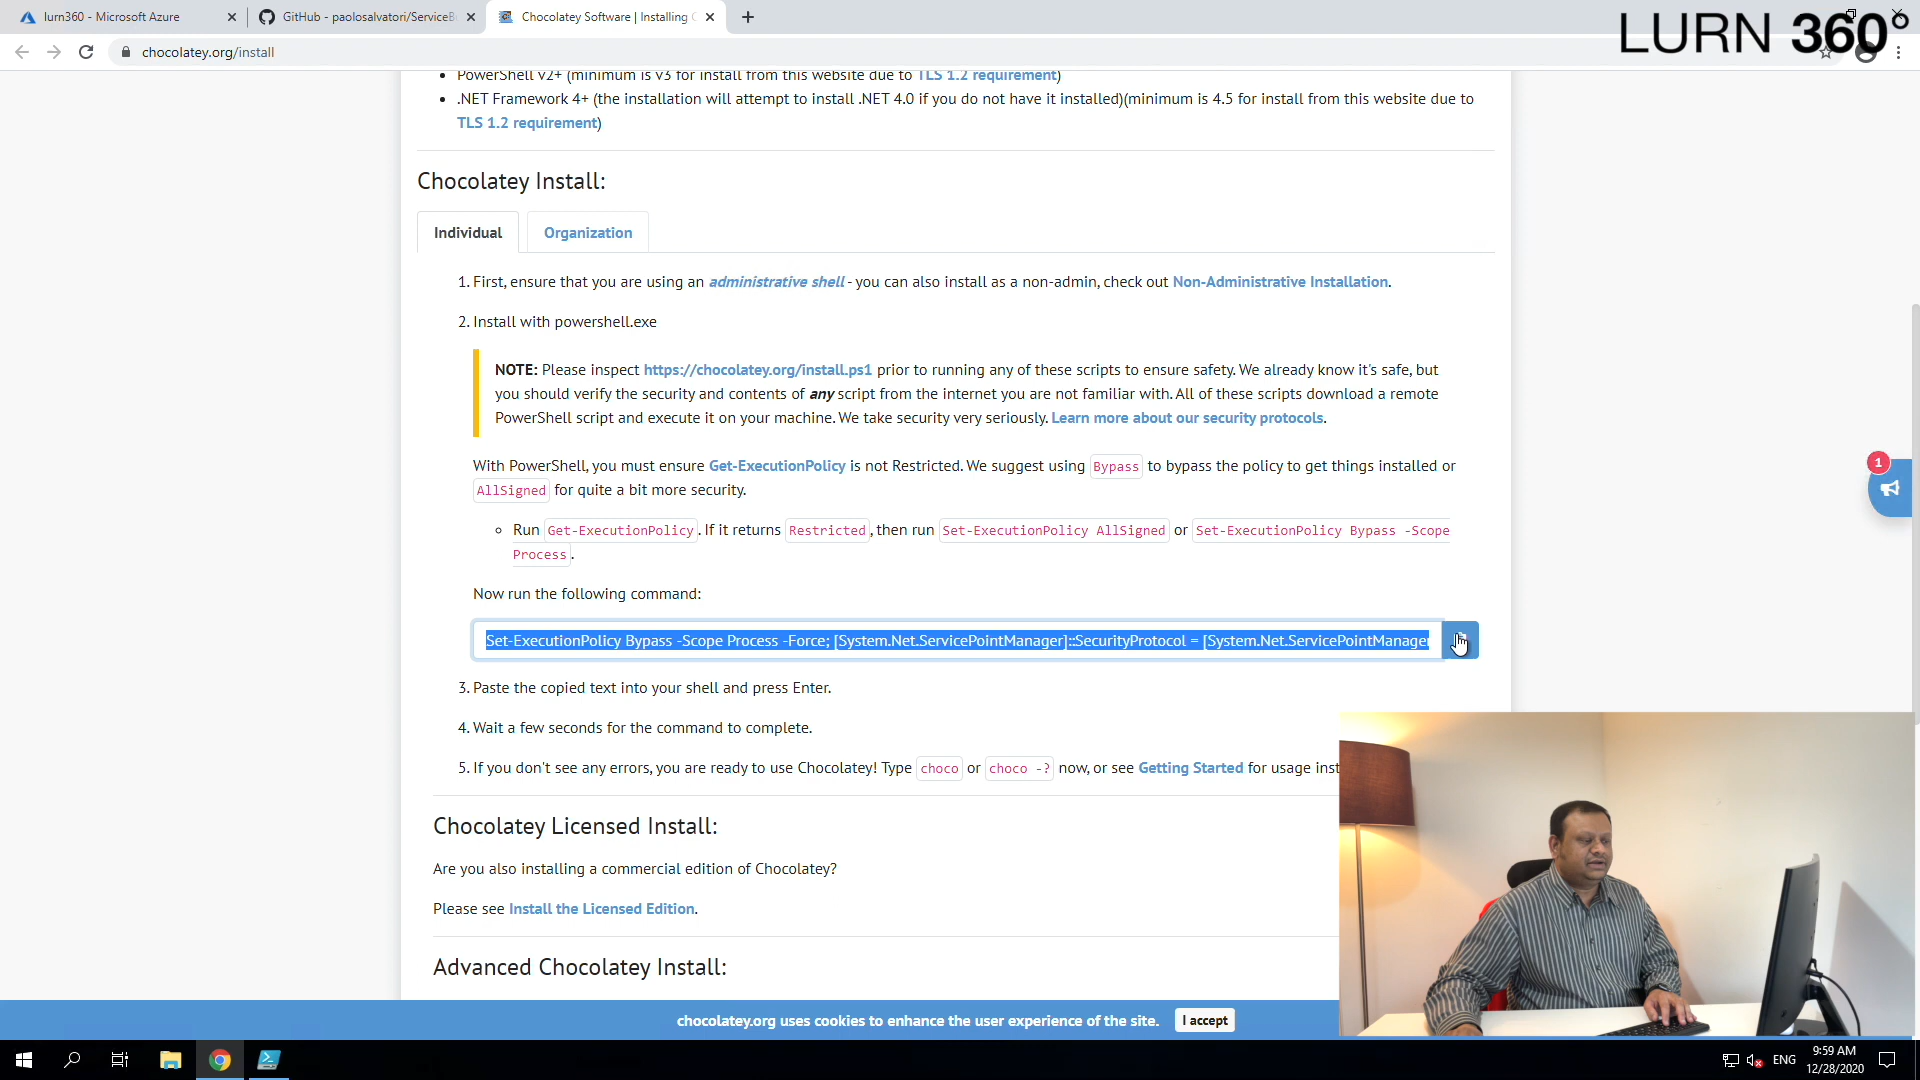 lurn360 - Microsoft Azure
GitHub - paolosalvatori/ServiceB
Chocolatey Software | Installing
LURN 360°
chocolatey.org/install
PowerShell v2+ (minimum is v3 for install from this website due to TLS 1.2 requirement)
.NET Framework 4+ (the installation will attempt to install .NET 4.0 if you do not have it installed)(minimum is 4.5 for install from this website due to
TLS 1.2 requirement)
Chocolatey Install:
Individual
Organization
1. First, ensure that you are using an administrative shell - you can also install as a non-admin, check out Non-Administrative Installation.
2. Install with powershell.exe
NOTE: Please inspect https://chocolatey.org/install.ps1 prior to running any of these scripts to ensure safety. We already know it's safe, but
you should verify the security and contents of any script from the internet you are not familiar with. All of these scripts download a remote
PowerShell script and execute it on your machine. We take security very seriously. Learn more about our security protocols.
With PowerShell, you must ensure Get-ExecutionPolicy is not Restricted. We suggest using Bypass to bypass the policy to get things installed or
AllSigned for quite a bit more security.
1
Run Get-ExecutionPolicy. If it returns Restricted, then run Set-ExecutionPolicy AllSigned or Set-ExecutionPolicy Bypass -Scope
Process.
Now run the following command:
Set-ExecutionPolicy Bypass -Scope Process -Force; [System.Net.ServicePointManager]::SecurityProtocol = [System.Net.ServicePointManager
3. Paste the copied text into your shell and press Enter.
4. Wait a few seconds for the command to complete.
5. If you don't see any errors, you are ready to use Chocolatey! Type choco or choco -? now, or see Getting Started for usage inst
Chocolatey Licensed Install:
Are you also installing a commercial edition of Chocolatey?
Please see Install the Licensed Edition.
Advanced Chocolatey Install:
chocolatey.org uses cookies to enhance the user experience of the site.
I accept
ENG
9:59 AM
12/28/2020